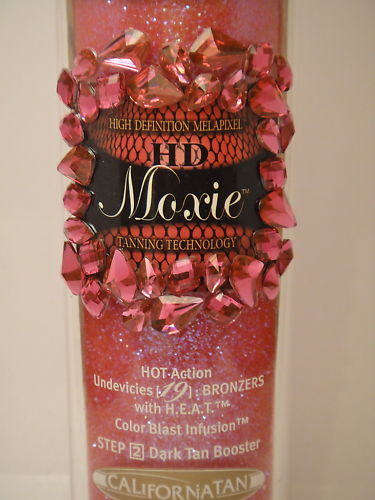 HIGH DEFINITION MELAPIXEL
HD
Moxie™
TANNING TECHNOLOGY
HOT Action
Undevicies [19] BRONZERS
with H.E.A.T.™
Color Blast Infusion™
STEP 2 Dark Tan Booster
CALIFORNIATAN